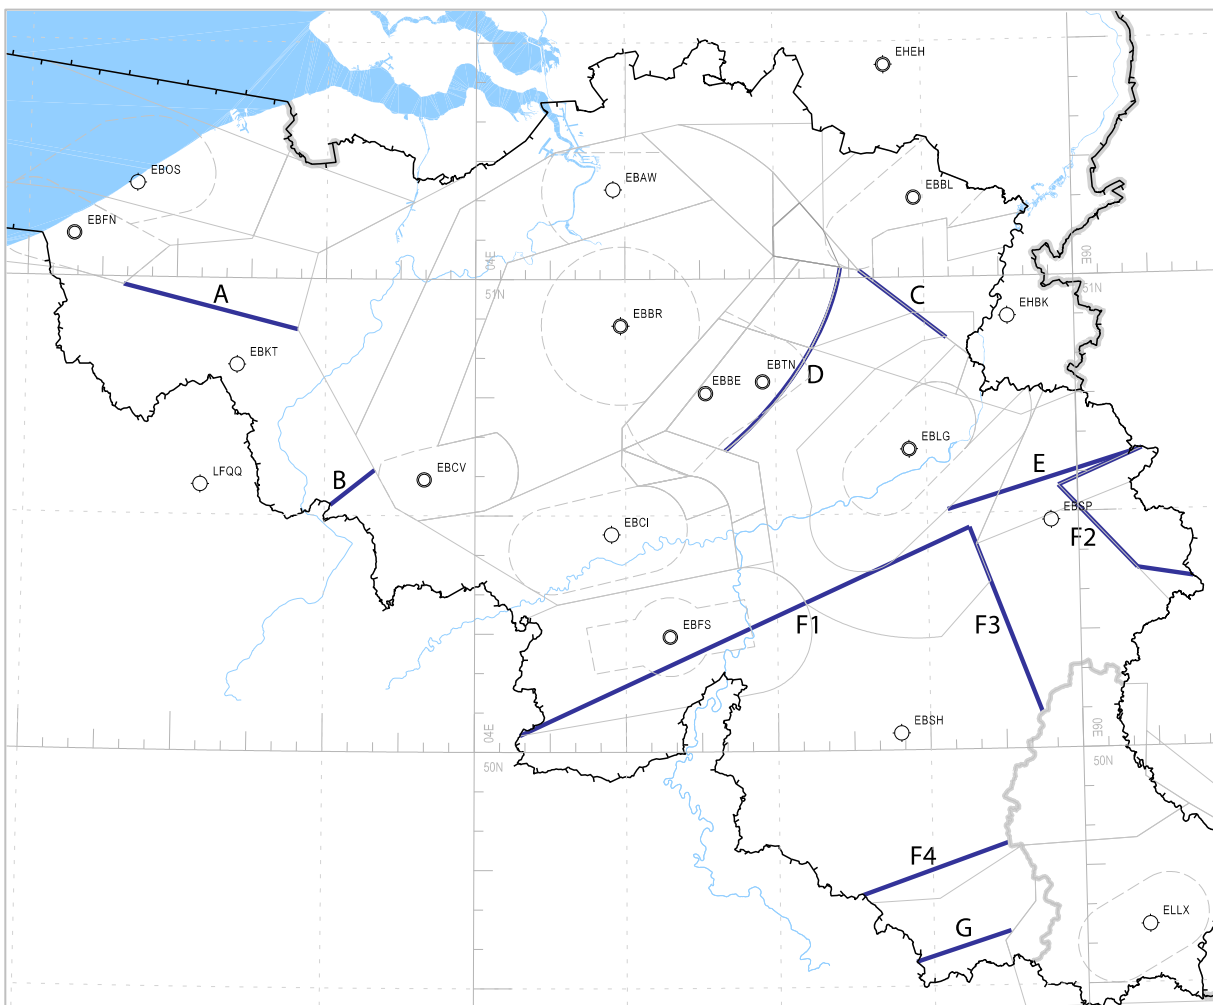 EHEH
EBOS
EBAW
EBBL
EBFN
04E
06E
51N
51N
A
C
EHBK
EBBR
EBKT
D
EBTN
EBBE
EBLG
E
B
EBCV
LFQQ
EBSP
EBCI
F2
F1
F3
EBFS
EBSH
04E
06E
50N
50N
F4
ELLX
G